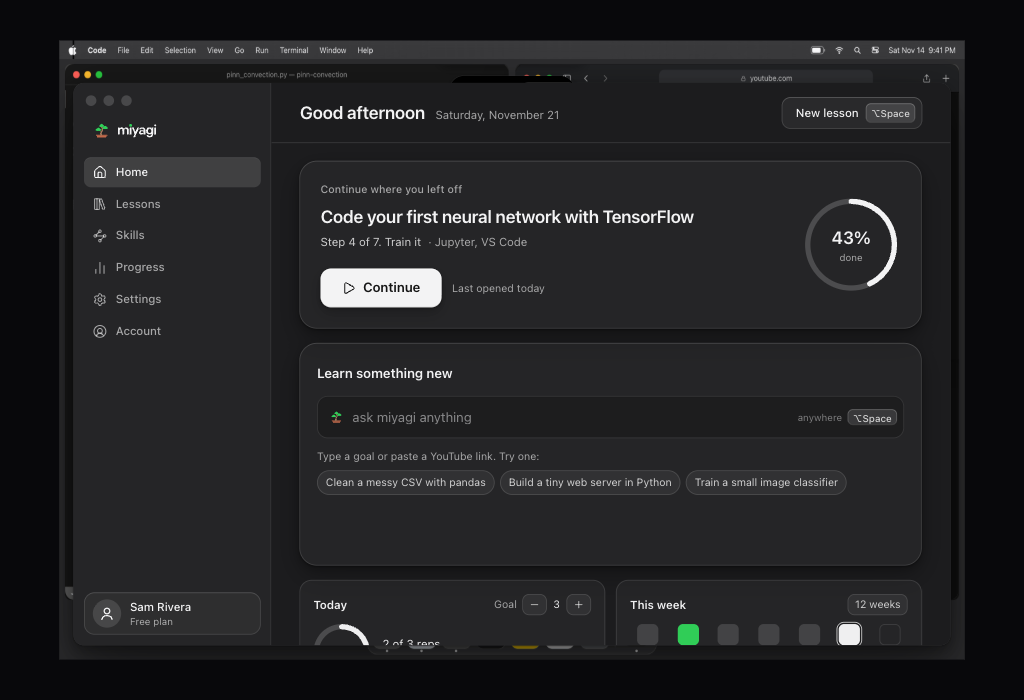 Code File Edit Selection View Go Run Terminal Window Help Sat Nov 14 9:41 PM
pinn_convection.py — pinn-convection
youtube.com
miyagi
Good afternoon Saturday, November 21
New lesson ⌥Space
Home
Lessons
Skills
Progress
Settings
Account
Continue where you left off
Code your first neural network with TensorFlow
Step 4 of 7. Train it · Jupyter, VS Code
Continue
Last opened today
43%
done
Learn something new
ask miyagi anything
anywhere ⌥Space
Type a goal or paste a YouTube link. Try one:
Clean a messy CSV with pandas
Build a tiny web server in Python
Train a small image classifier
Today
Goal − 3 +
2 of 3 reps
This week
12 weeks
Sam Rivera
Free plan